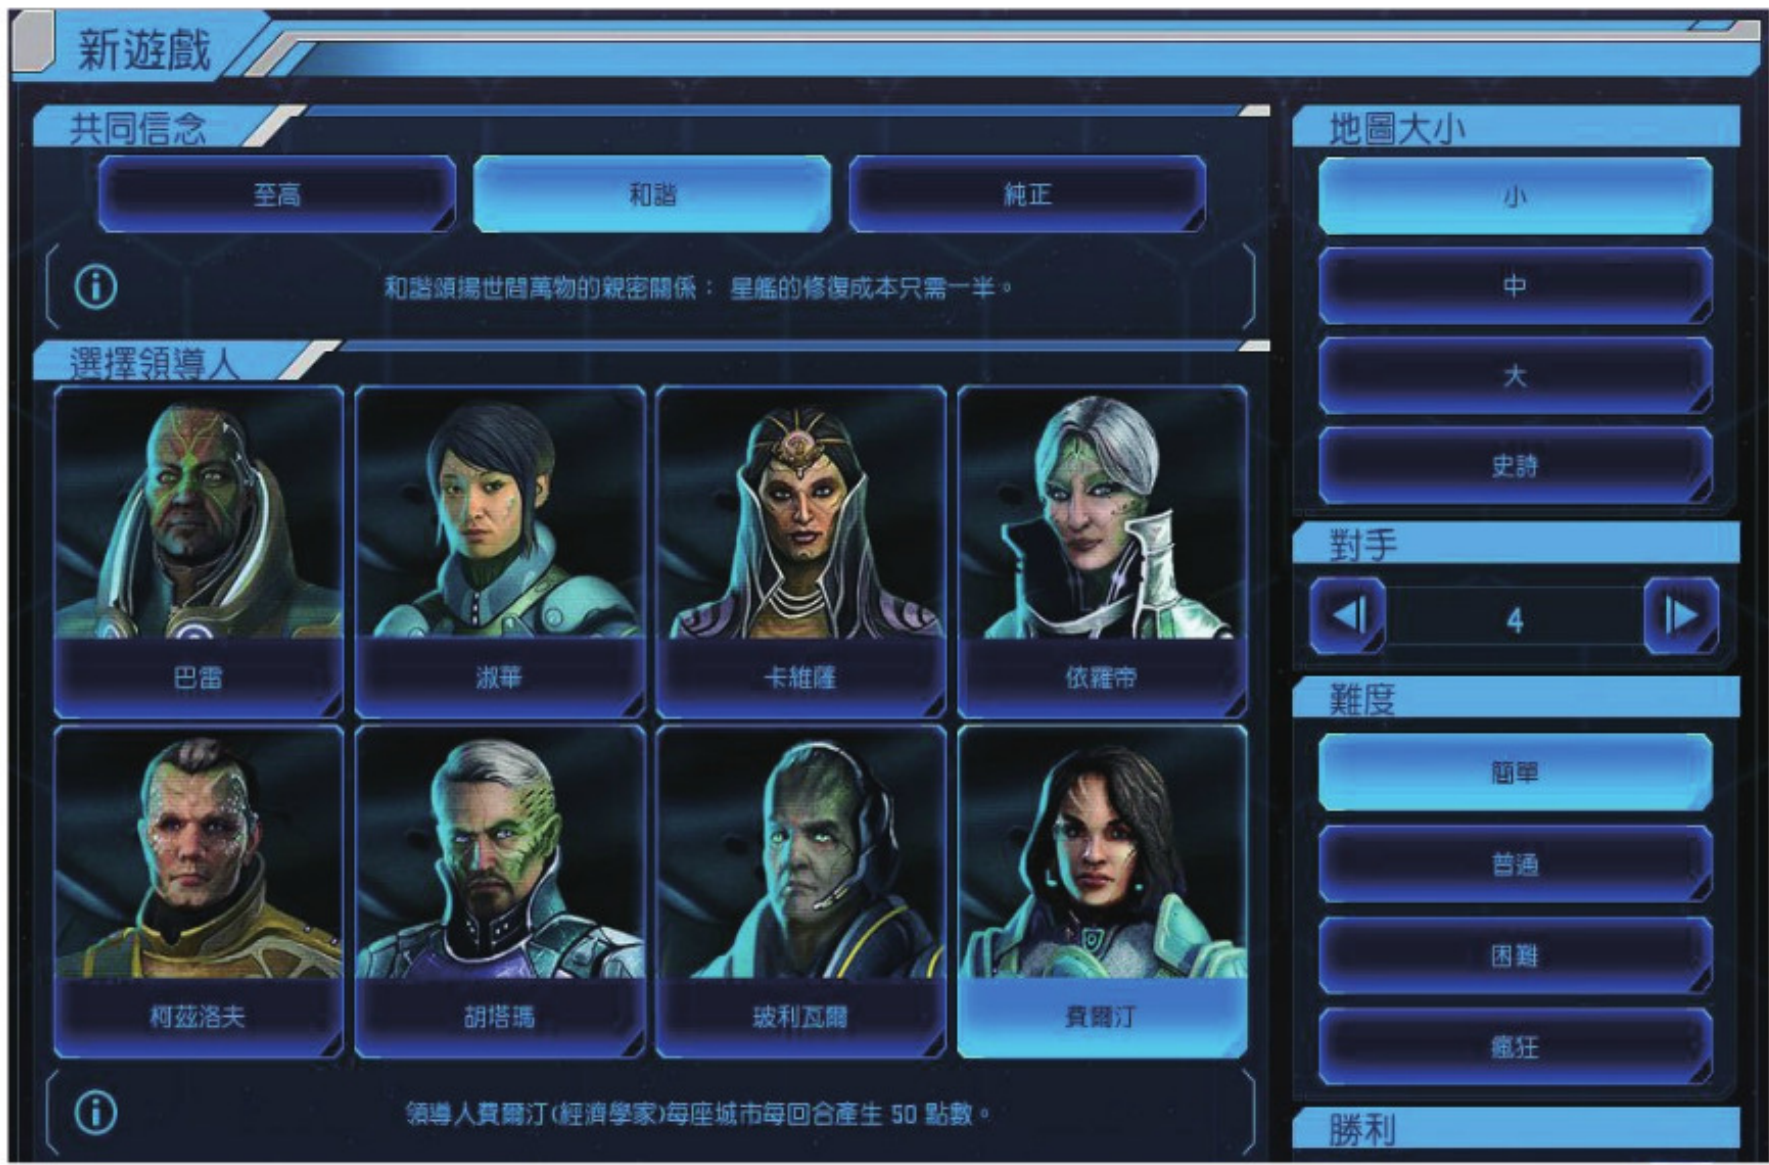 新遊戲
共同信念
至高
和諧
純正
和諧頌揚世間萬物的親密關係： 星艦的修復成本只需一半。
選擇領導人
巴雷
淑華
卡維薩
依羅帝
柯茲洛夫
胡塔瑪
玻利瓦爾
費爾汀
領導人費爾汀(經濟學家)每座城市每回合產生 50 點數。
地圖大小
小
中
大
史詩
對手
4
難度
簡單
普通
困難
瘋狂
勝利